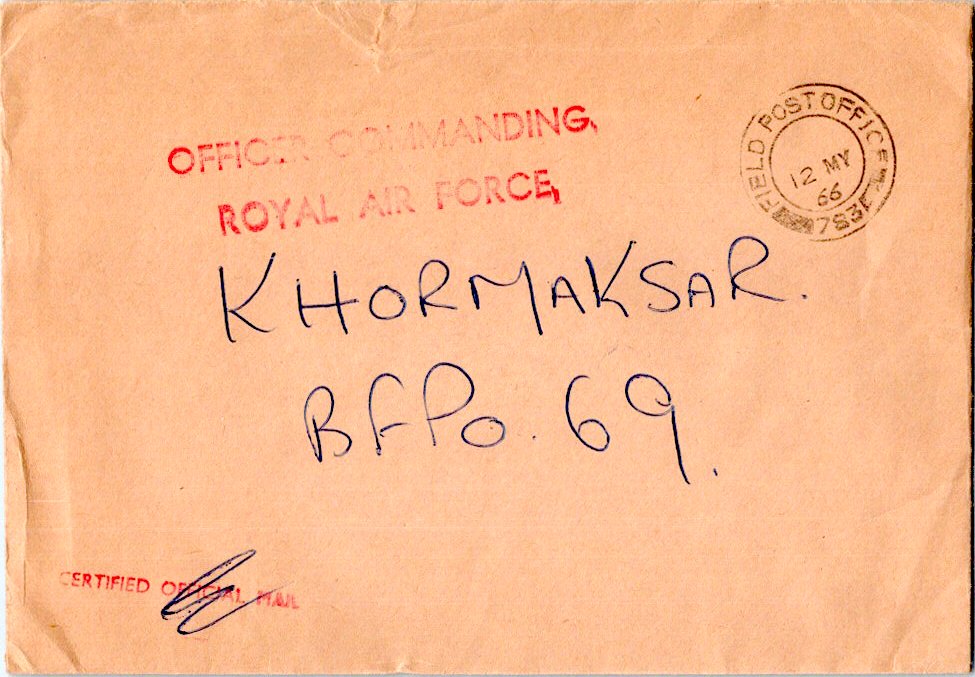 OFFICER COMMANDING,
ROYAL AIR FORCE,
FIELD POST OFFICE
12 MY
66
KHORMAKSAR.
BFPO. 69.
CERTIFIED OFFICIAL MAIL